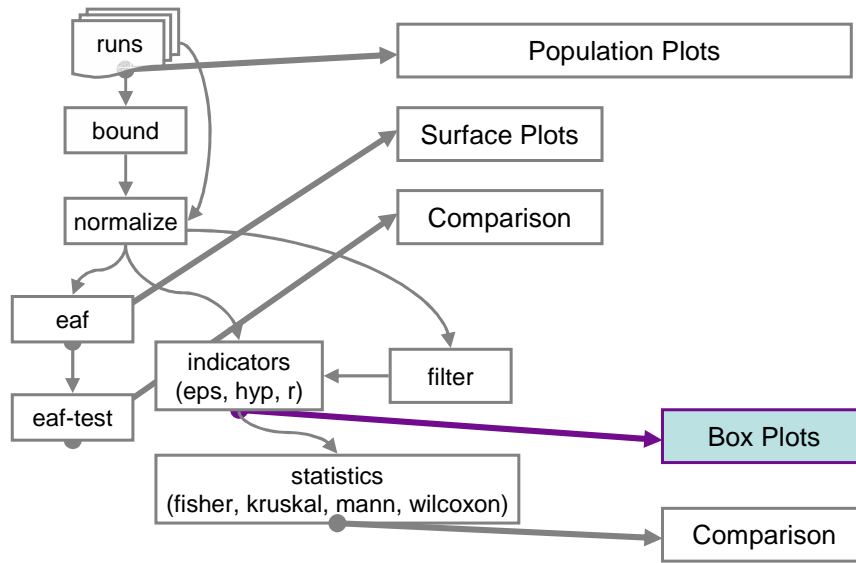 runs
Population Plots
bound
Surface Plots
normalize
Comparison
eaf
indicators
(eps, hyp, r)
filter
eaf-test
Box Plots
statistics
(fisher, kruskal, mann, wilcoxon)
Comparison